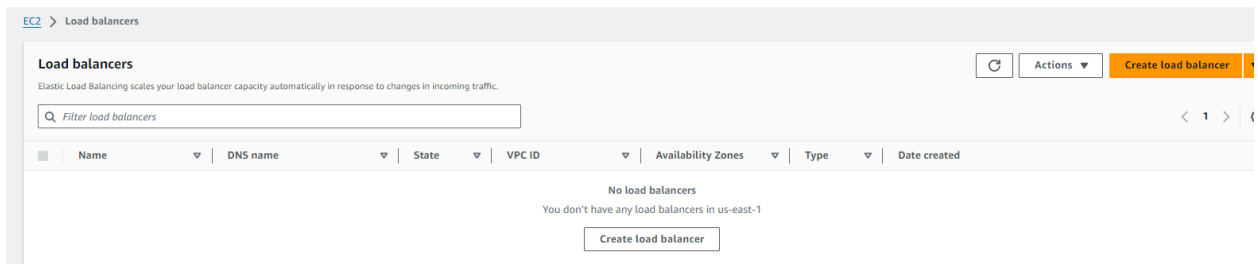 EC2 > Load balancers
Load balancers
Actions
Create load balancer
Elastic Load Balancing scales your load balancer capacity automatically in response to changes in incoming traffic.
Filter load balancers
< 1 >
Name DNS name State VPC ID Availability Zones Type Date created
No load balancers
You don't have any load balancers in us-east-1
Create load balancer